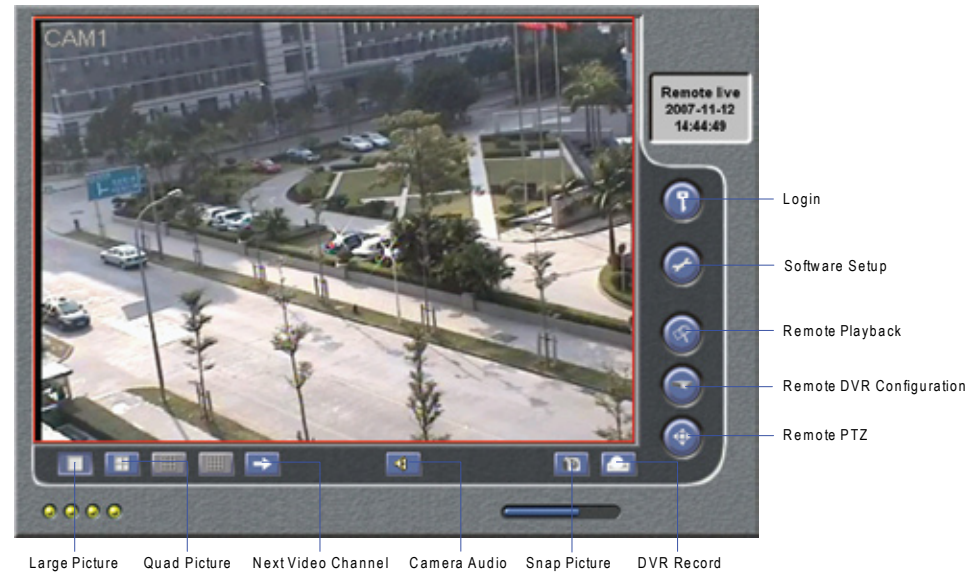 CAM1
Remote live
2007-11-12
14:44:49
Login
Software Setup
Remote Playback
Remote DVR Configuration
Remote PTZ
Large Picture
Quad Picture
Next Video Channel
Camera Audio
Snap Picture
DVR Record